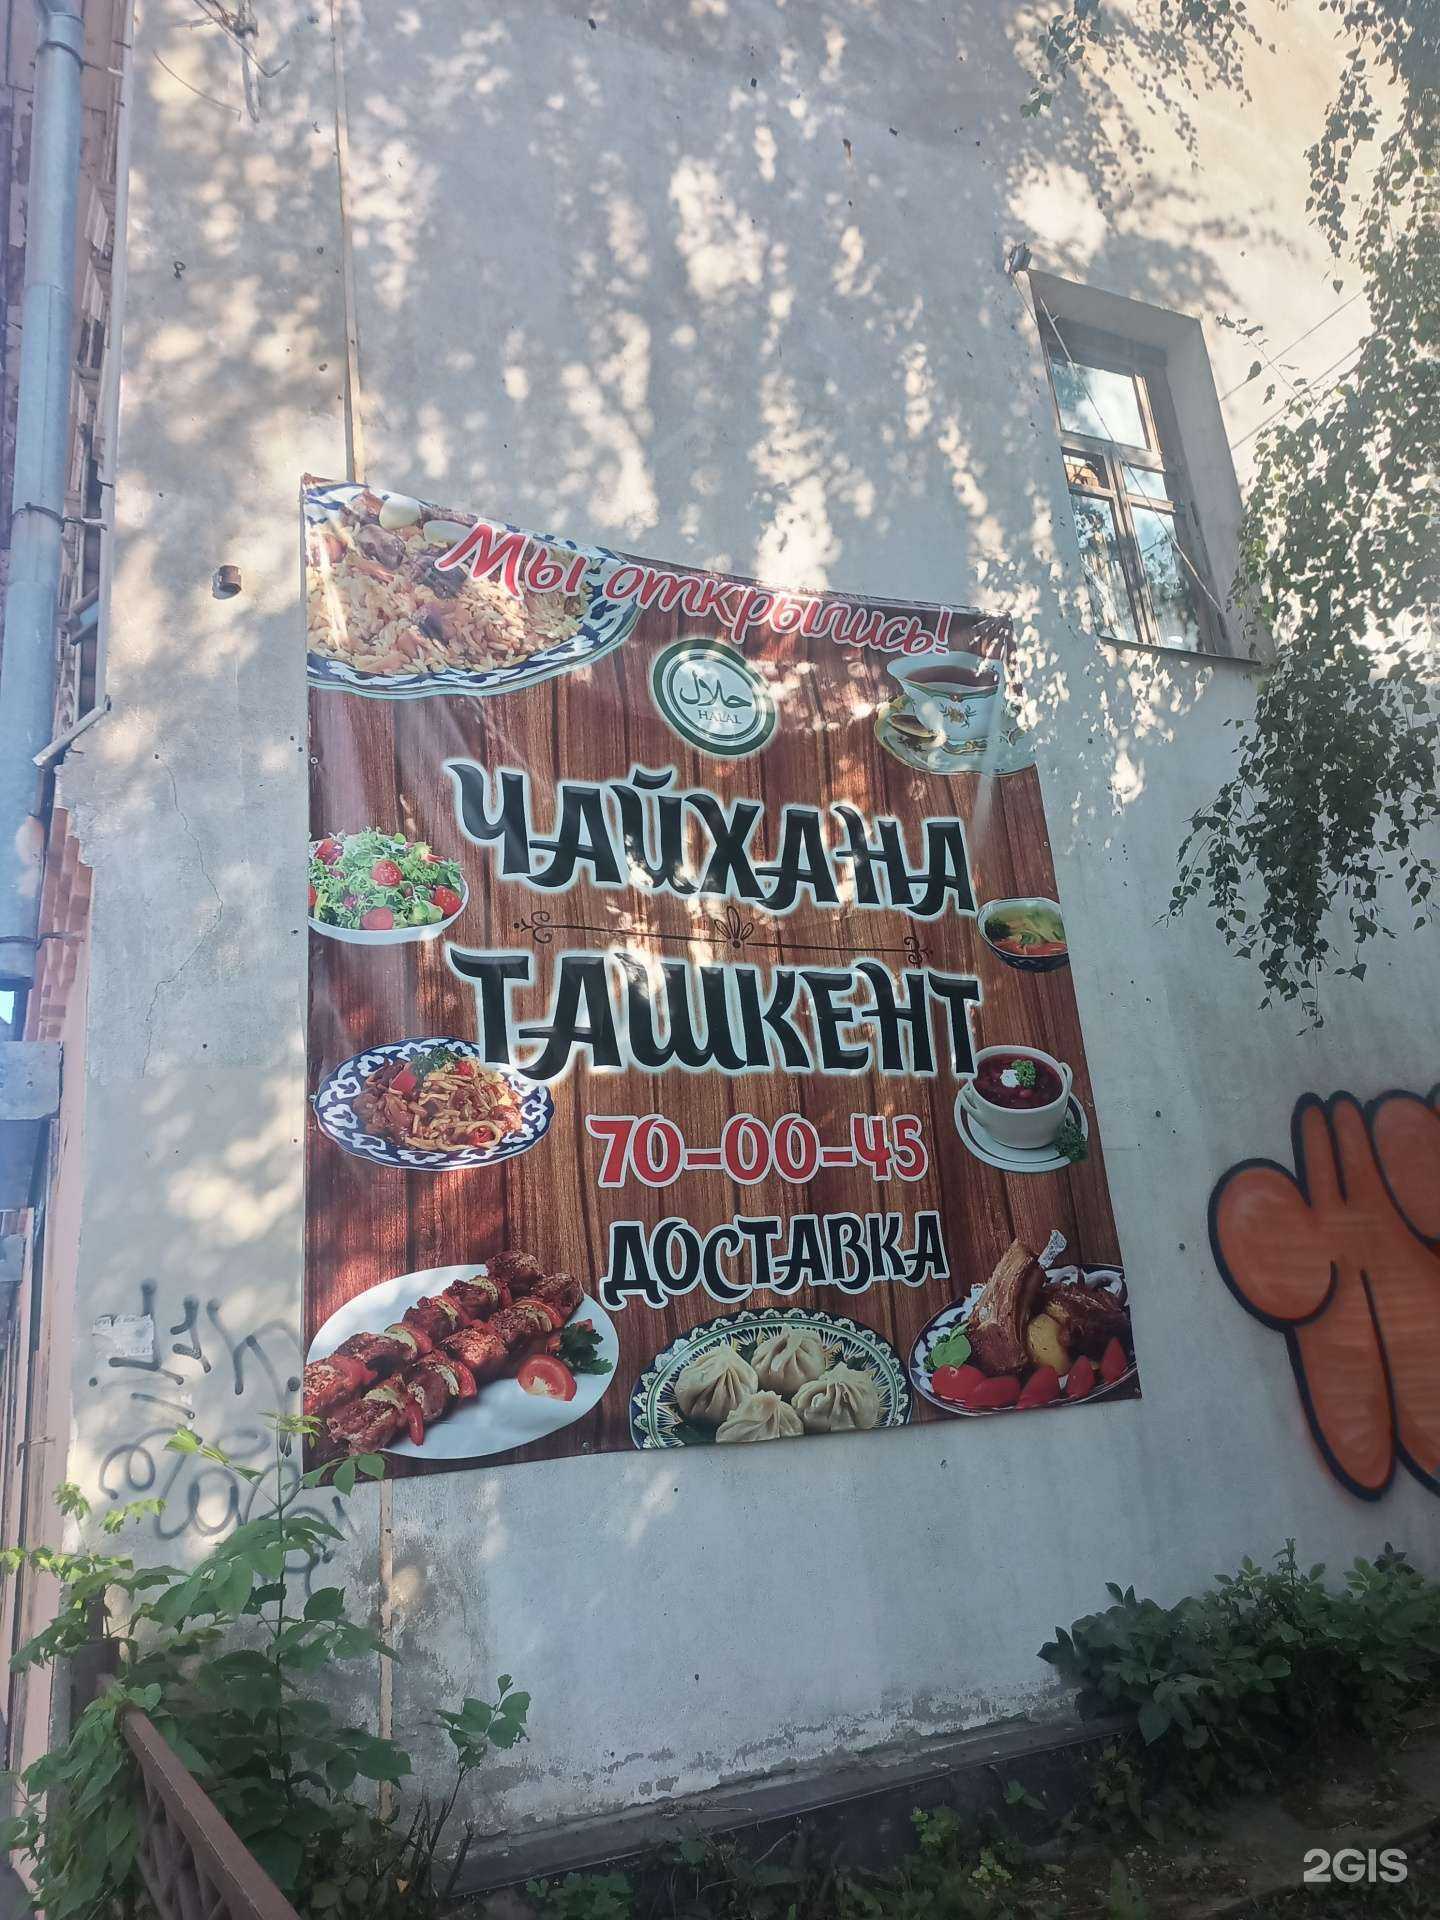 Мы открылись!
حلال
HALAL
ЧАЙХАНА
ТАШКЕНТ
70-00-45
ДОСТАВКА
2GIS